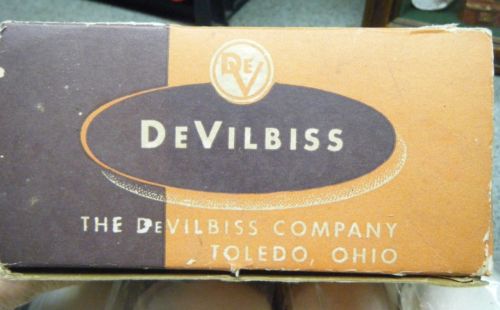 DeV
DeVILBISS
THE DeVILBISS COMPANY
TOLEDO, OHIO